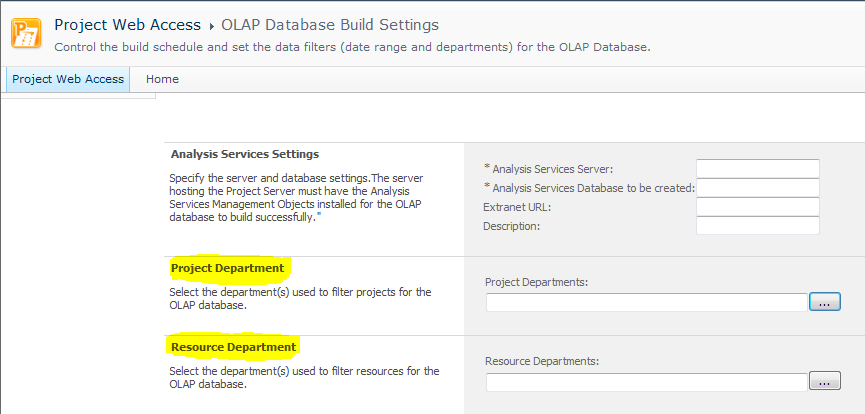 Project Web Access ▸ OLAP Database Build Settings
Control the build schedule and set the data filters (date range and departments) for the OLAP Database.
Project Web Access Home
Analysis Services Settings
Specify the server and database settings.The server
hosting the Project Server must have the Analysis
Services Management Objects installed for the OLAP
database to build successfully."
* Analysis Services Server:
* Analysis Services Database to be created:
Extranet URL:
Description:
Project Department
Select the department(s) used to filter projects for the
OLAP database.
Project Departments:
...
Resource Department
Select the department(s) used to filter resources for the
OLAP database.
Resource Departments:
...